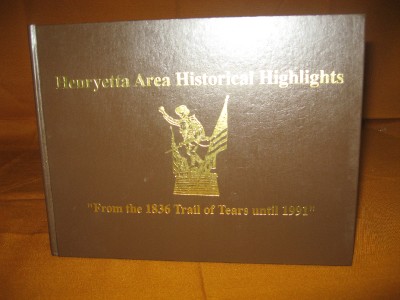 Henryetta Area Historical Highlights
"From the 1836 Trail of Tears until 1991"